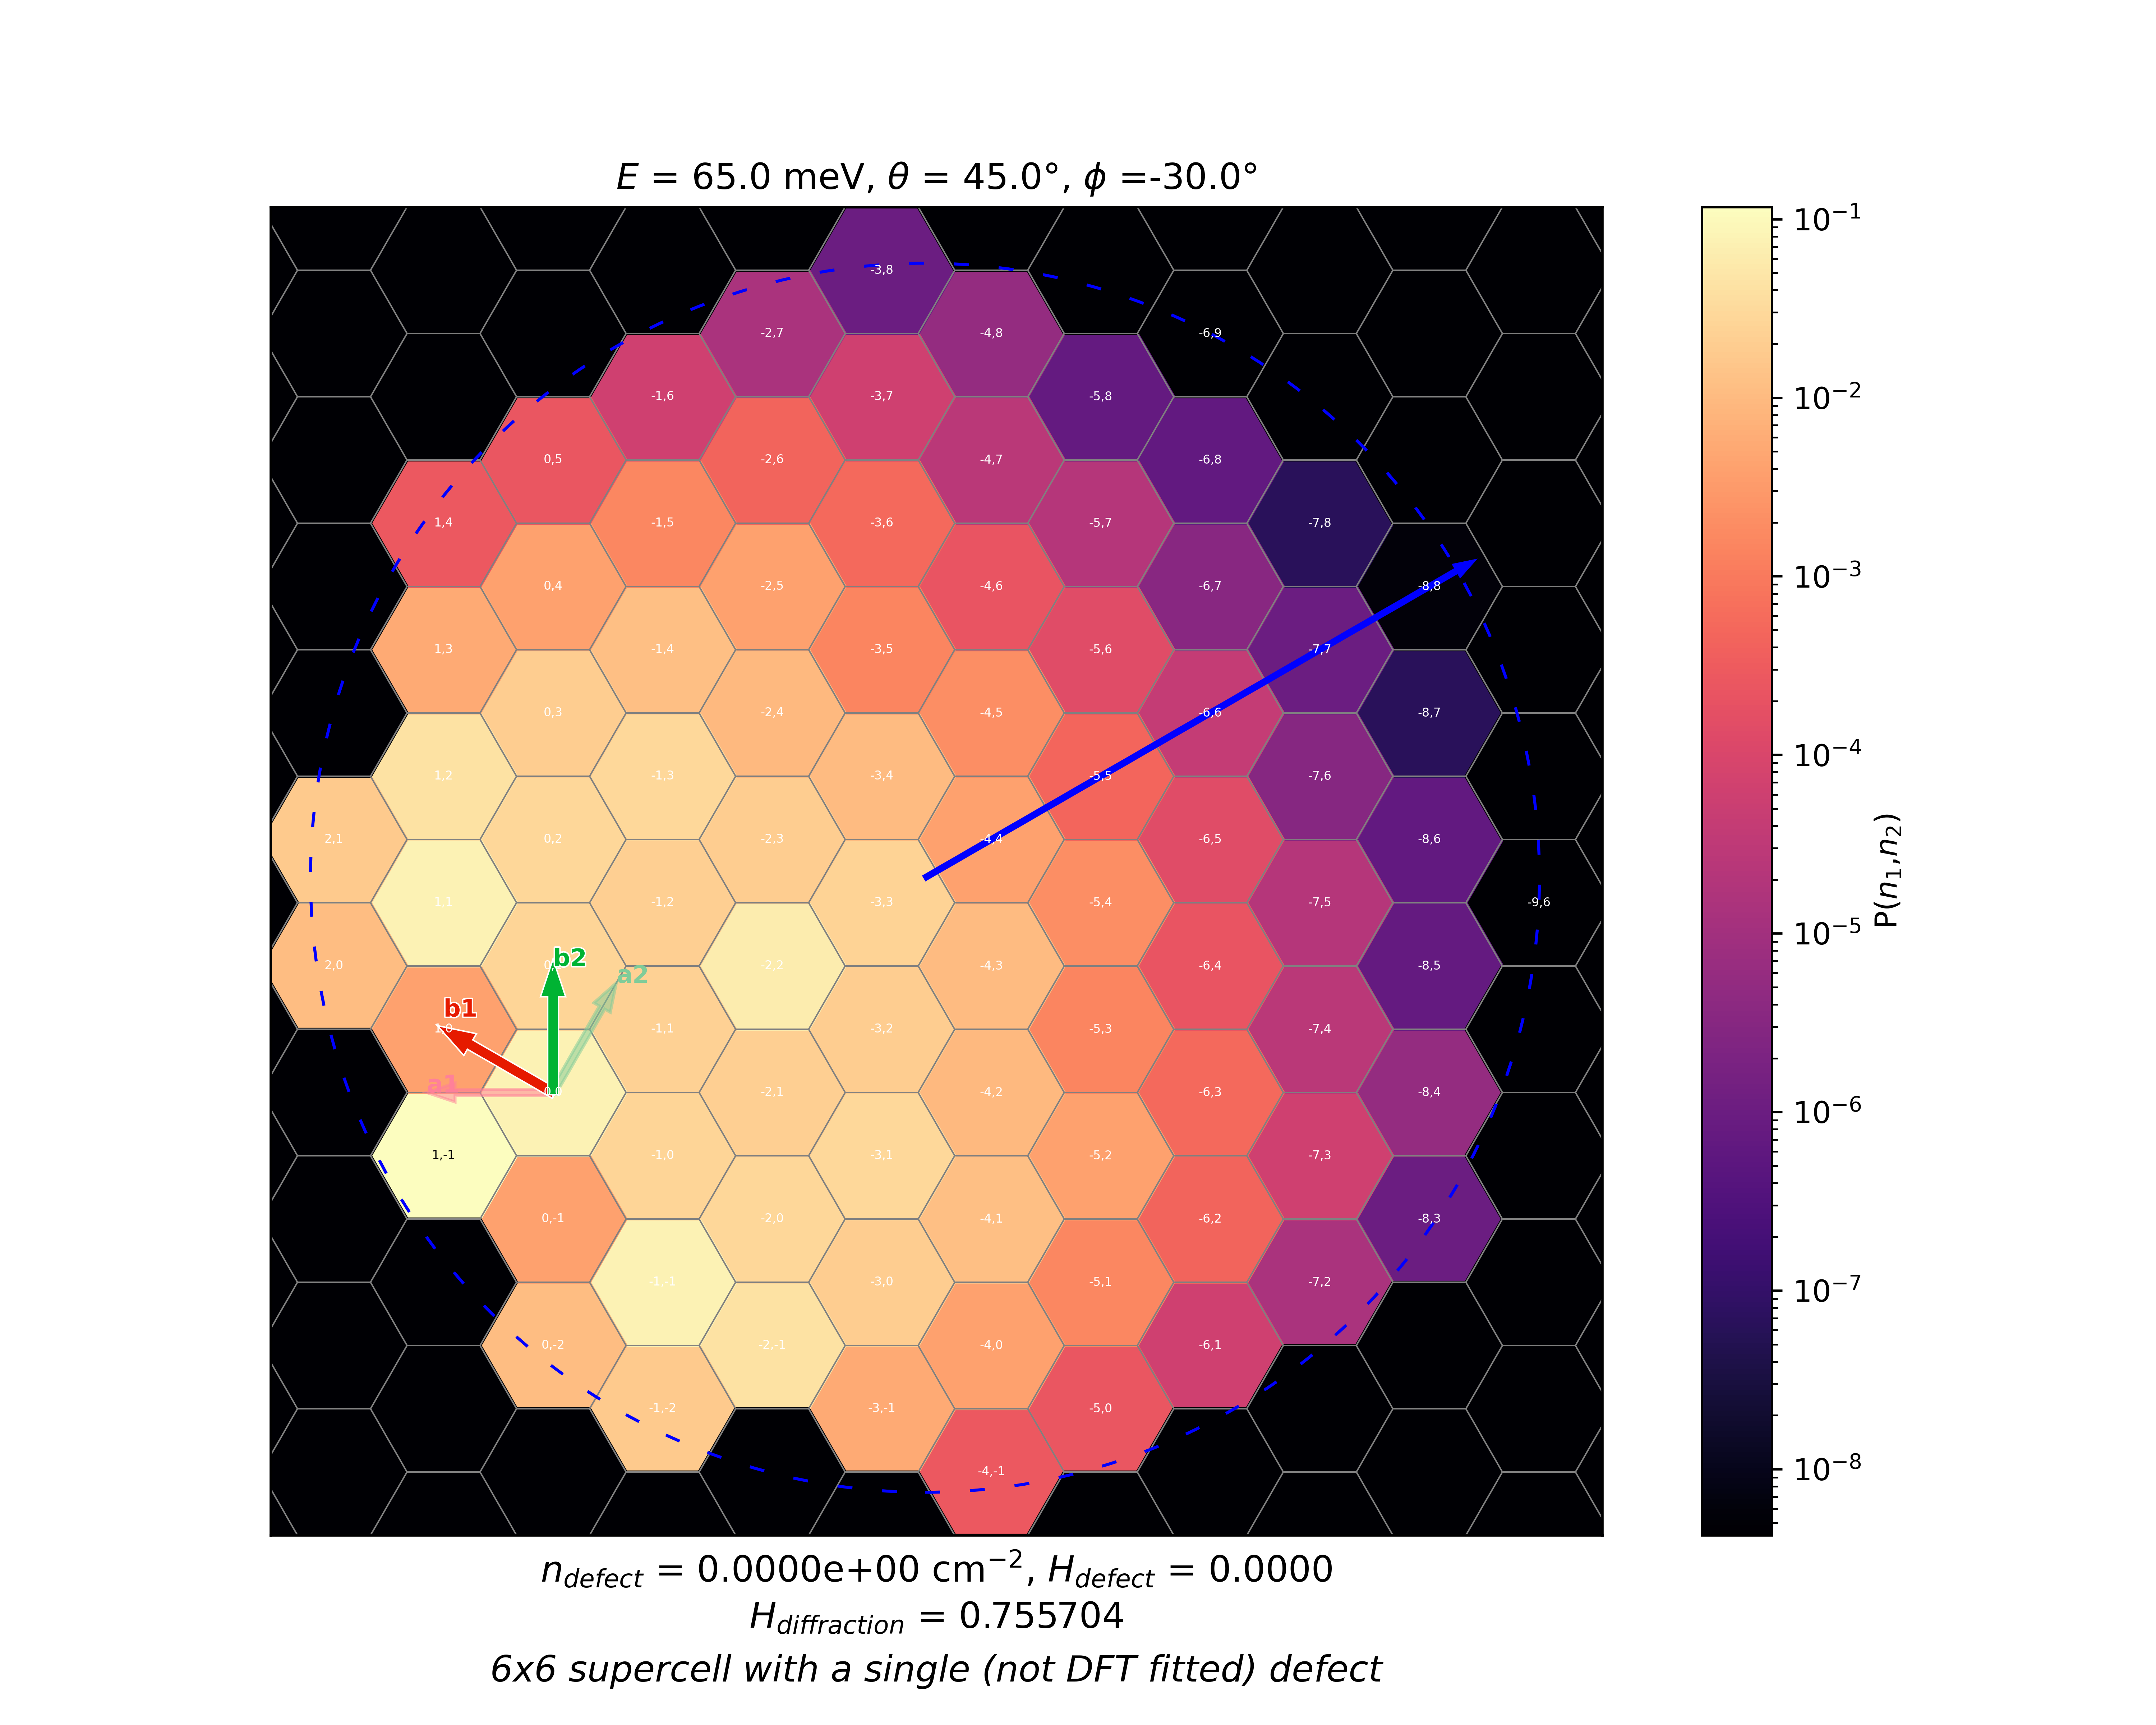 E = 65.0 meV, θ = 45.0°, ϕ =-30.0°
-3,8
-2,7 -4,8 -6,9
-1,6 -3,7 -5,8
0,5 -2,6 -4,7 -6,8
1,4 -1,5 -3,6 -5,7 -7,8
0,4 -2,5 -4,6 -6,7 -8,8
1,3 -1,4 -3,5 -5,6 -7,7
0,3 -2,4 -4,5 -6,6 -8,7
1,2 -1,3 -3,4 -5,5 -7,6
2,1 0,2 -2,3 -4,4 -6,5 -8,6
1,1 -1,2 -3,3 -5,4 -7,5 -9,6
b2
2,0 -2,2 -4,3 -6,4 -8,5
a2
b1
1,0 -1,1 -3,2 -5,3 -7,4
a1
0,0 -2,1 -4,2 -6,3 -8,4
1,-1 -1,0 -3,1 -5,2 -7,3
0,-1 -2,0 -4,1 -6,2 -8,3
-1,-1 -3,0 -5,1 -7,2
0,-2 -2,-1 -4,0 -6,1
-1,-2 -3,-1 -5,0
-4,-1
10⁻¹
10⁻²
10⁻³
10⁻⁴
10⁻⁵
10⁻⁶
10⁻⁷
10⁻⁸
P(n₁,n₂)
n_defect = 0.0000e+00 cm⁻², H_defect = 0.0000
H_diffraction = 0.755704
6x6 supercell with a single (not DFT fitted) defect